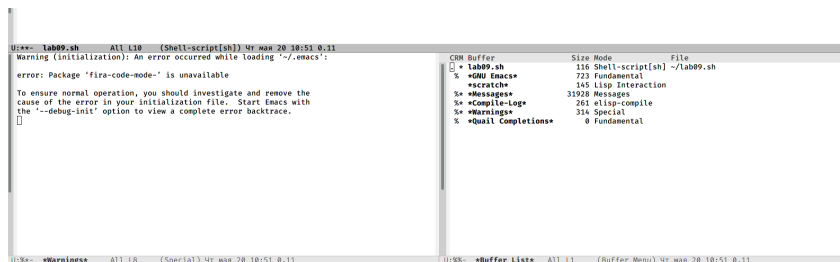 U:**-  lab09.sh       All L10    (Shell-script[sh]) Чт мая 20 10:51 0.11
Warning (initialization): An error occurred while loading ‘~/.emacs’:
error: Package ‘fira-code-mode-’ is unavailable
To ensure normal operation, you should investigate and remove the
cause of the error in your initialization file.  Start Emacs with
the ‘--debug-init’ option to view a complete error backtrace.
U:%*-  *Warnings*     All L8     (Special) Чт мая 20 10:51 0.11
CRM Buffer                Size Mode             File
. * lab09.sh               116 Shell-script[sh] ~/lab09.sh
 %  *GNU Emacs*            723 Fundamental
    *scratch*              145 Lisp Interaction
 %* *Messages*           31928 Messages
 %* *Compile-Log*          261 elisp-compile
 %* *Warnings*             314 Special
 %  *Quail Completions*      0 Fundamental
U:%%-  *Buffer List*   All L1     (Buffer Menu) Чт мая 20 10:51 0.11